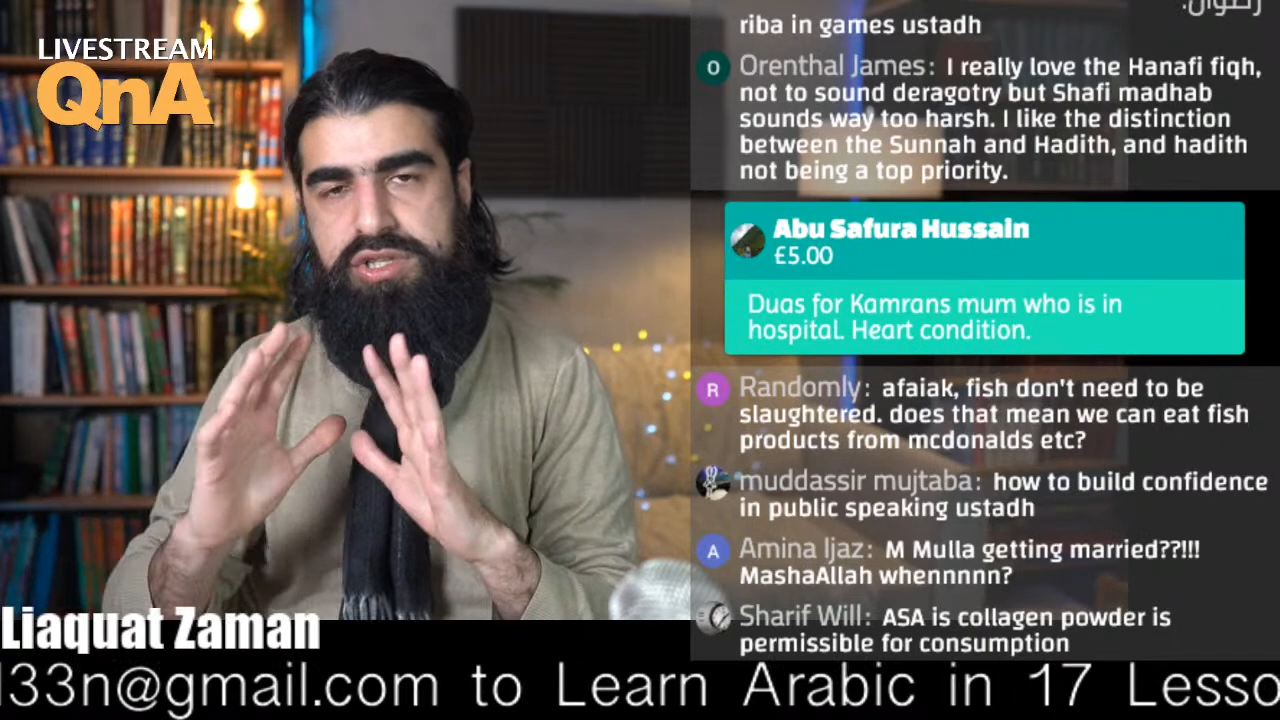 LIVESTREAM
QnA
رضوان.
riba in games ustadh
O Orenthal James: I really love the Hanafi fiqh,
not to sound deragotry but Shafi madhab
sounds way too harsh. I like the distinction
between the Sunnah and Hadith, and hadith
not being a top priority.
Abu Safura Hussain
£5.00
Duas for Kamrans mum who is in
hospital. Heart condition.
R Randomly: afaiak, fish don't need to be
slaughtered. does that mean we can eat fish
products from mcdonalds etc?
muddassir mujtaba: how to build confidence
in public speaking ustadh
A Amina Ijaz: M Mulla getting married??!!!
MashaAllah whennnnn?
Sharif Will: ASA is collagen powder is
permissible for consumption
Liaquat Zaman
l33n@gmail.com to Learn Arabic in 17 Lesso